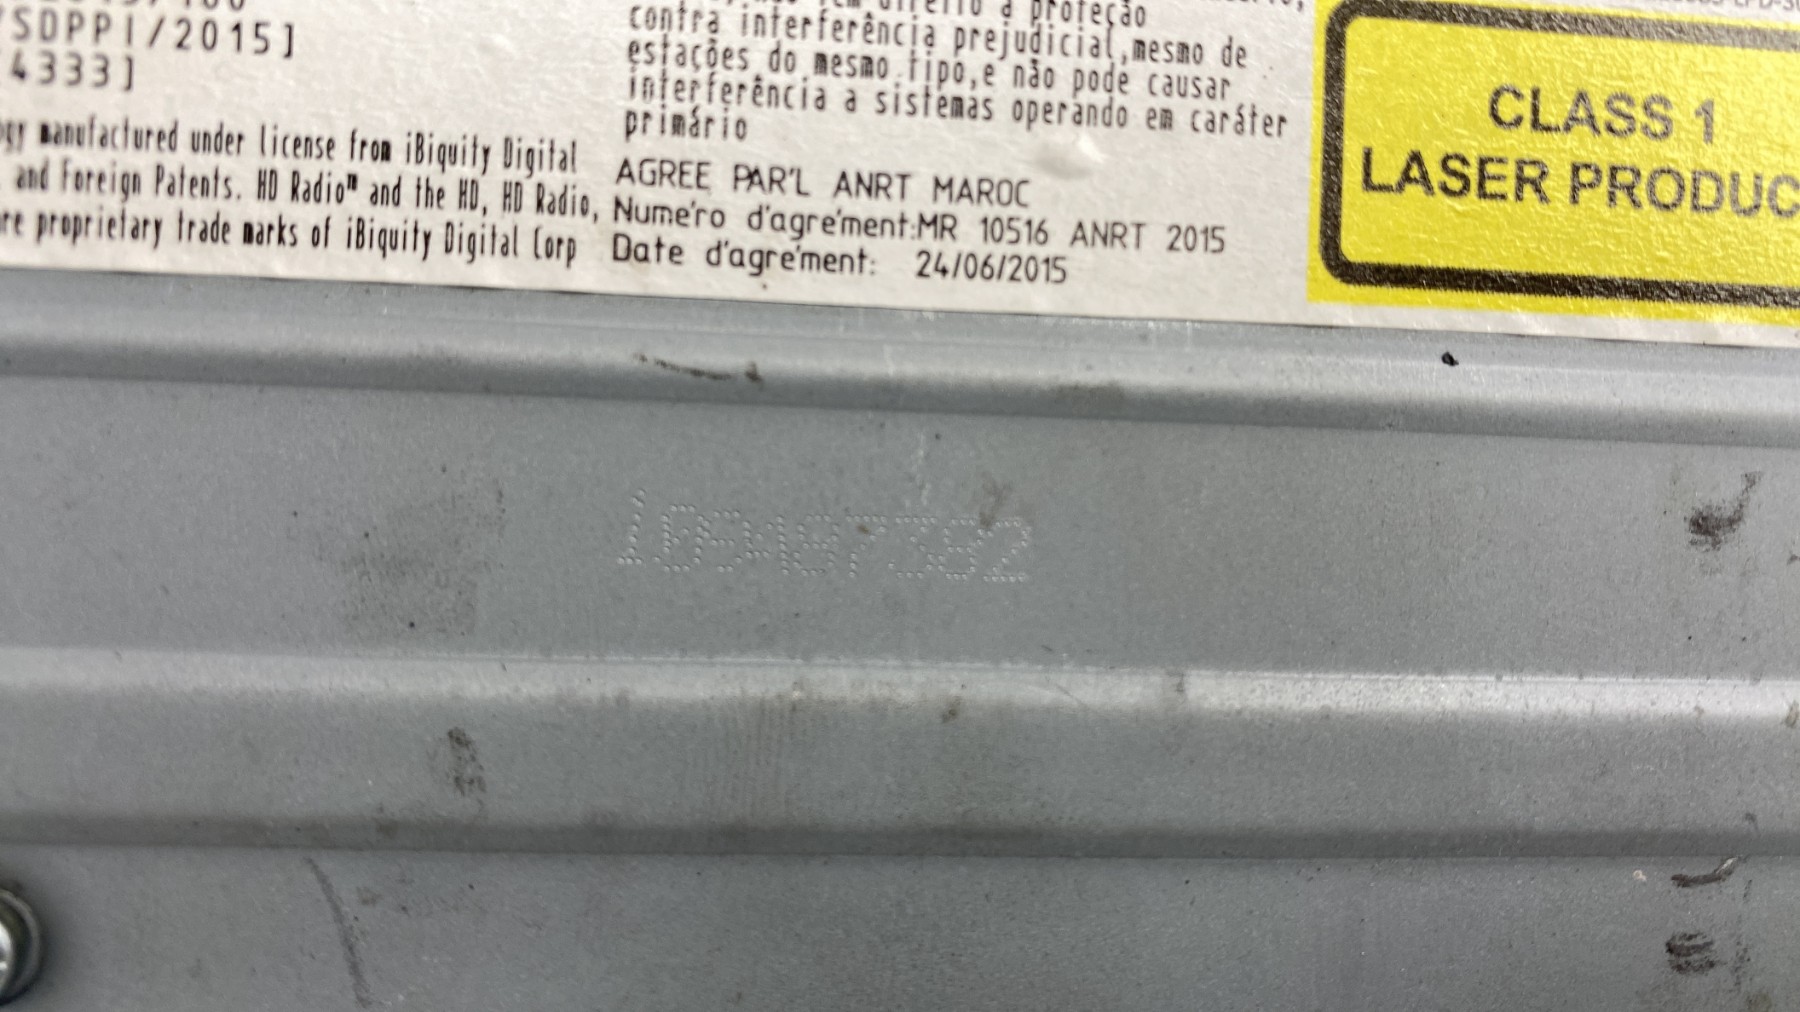 SDPPI/2015]
4333]
manufactured under license from iBiquity Digital
and Foreign Patents. HD Radio™ and the HD, HD Radio,
proprietary trade marks of iBiquity Digital Corp
direito a proteção
contra interferência prejudicial,mesmo de
estações do mesmo tipo,e não pode causar
interferência a sistemas operando em caráter
primário
AGREE PAR'L ANRT MAROC
Nume'ro d'agre'ment:MR 10516 ANRT 2015
Date d'agre'ment: 24/06/2015
CLASS 1
LASER PRODUC